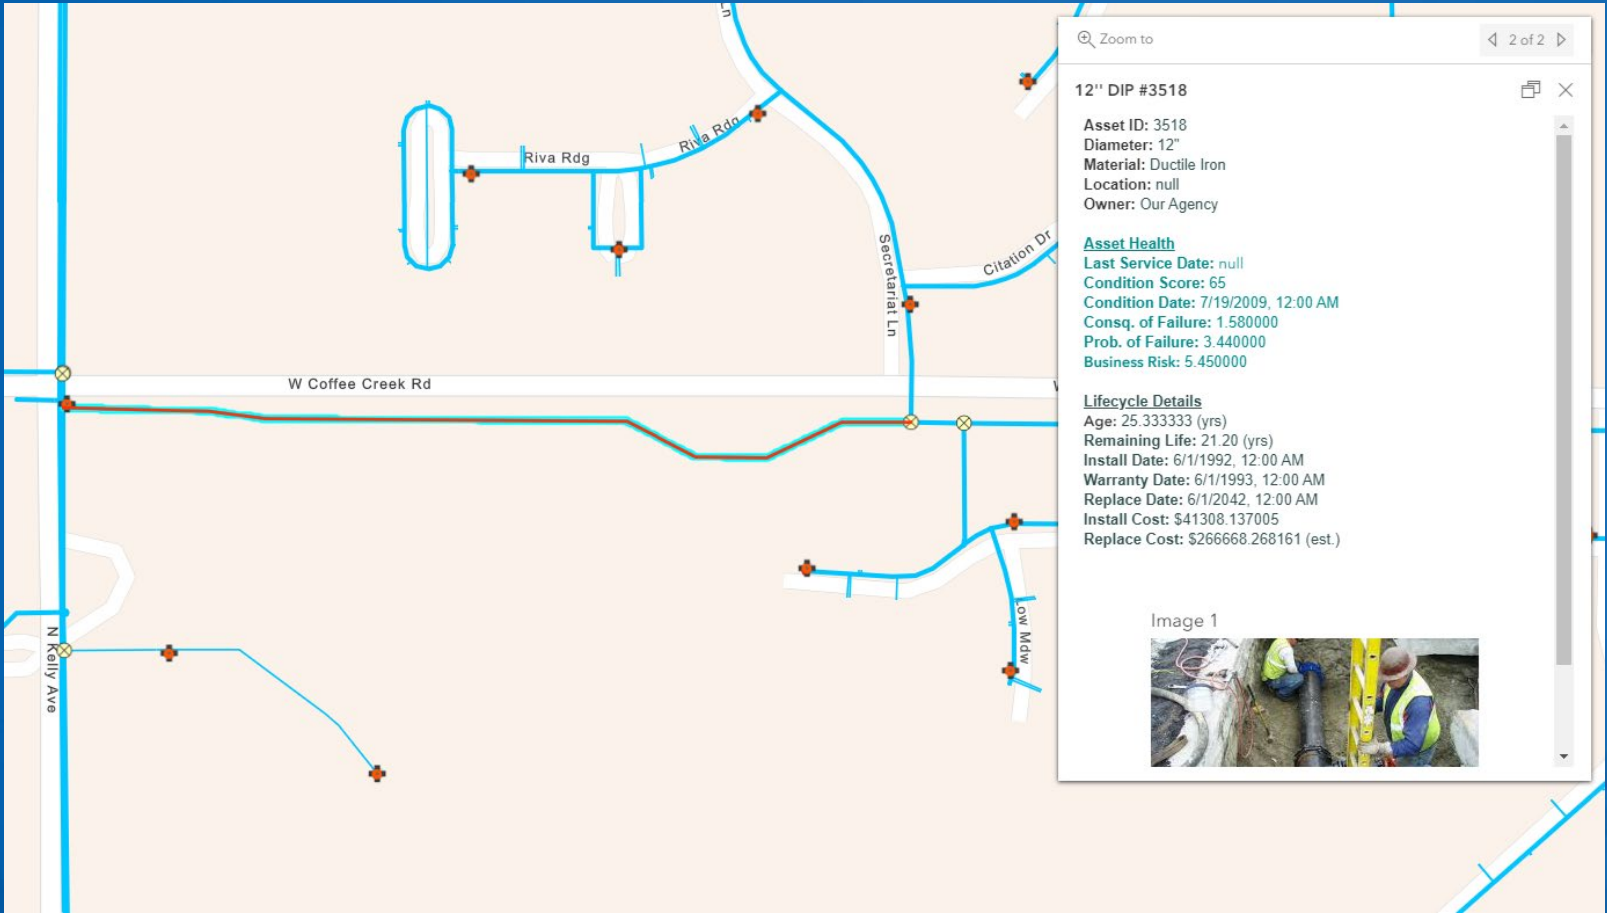 Ln
Riva Rdg
Riva Rdg
Secretariat Ln
Citation Dr
W Coffee Creek Rd
W
N Kelly Ave
Low Mdw
Zoom to
2 of 2
12'' DIP #3518
Asset ID: 3518
Diameter: 12"
Material: Ductile Iron
Location: null
Owner: Our Agency
Asset Health
Last Service Date: null
Condition Score: 65
Condition Date: 7/19/2009, 12:00 AM
Consq. of Failure: 1.580000
Prob. of Failure: 3.440000
Business Risk: 5.450000
Lifecycle Details
Age: 25.333333 (yrs)
Remaining Life: 21.20 (yrs)
Install Date: 6/1/1992, 12:00 AM
Warranty Date: 6/1/1993, 12:00 AM
Replace Date: 6/1/2042, 12:00 AM
Install Cost: $41308.137005
Replace Cost: $266668.268161 (est.)
Image 1